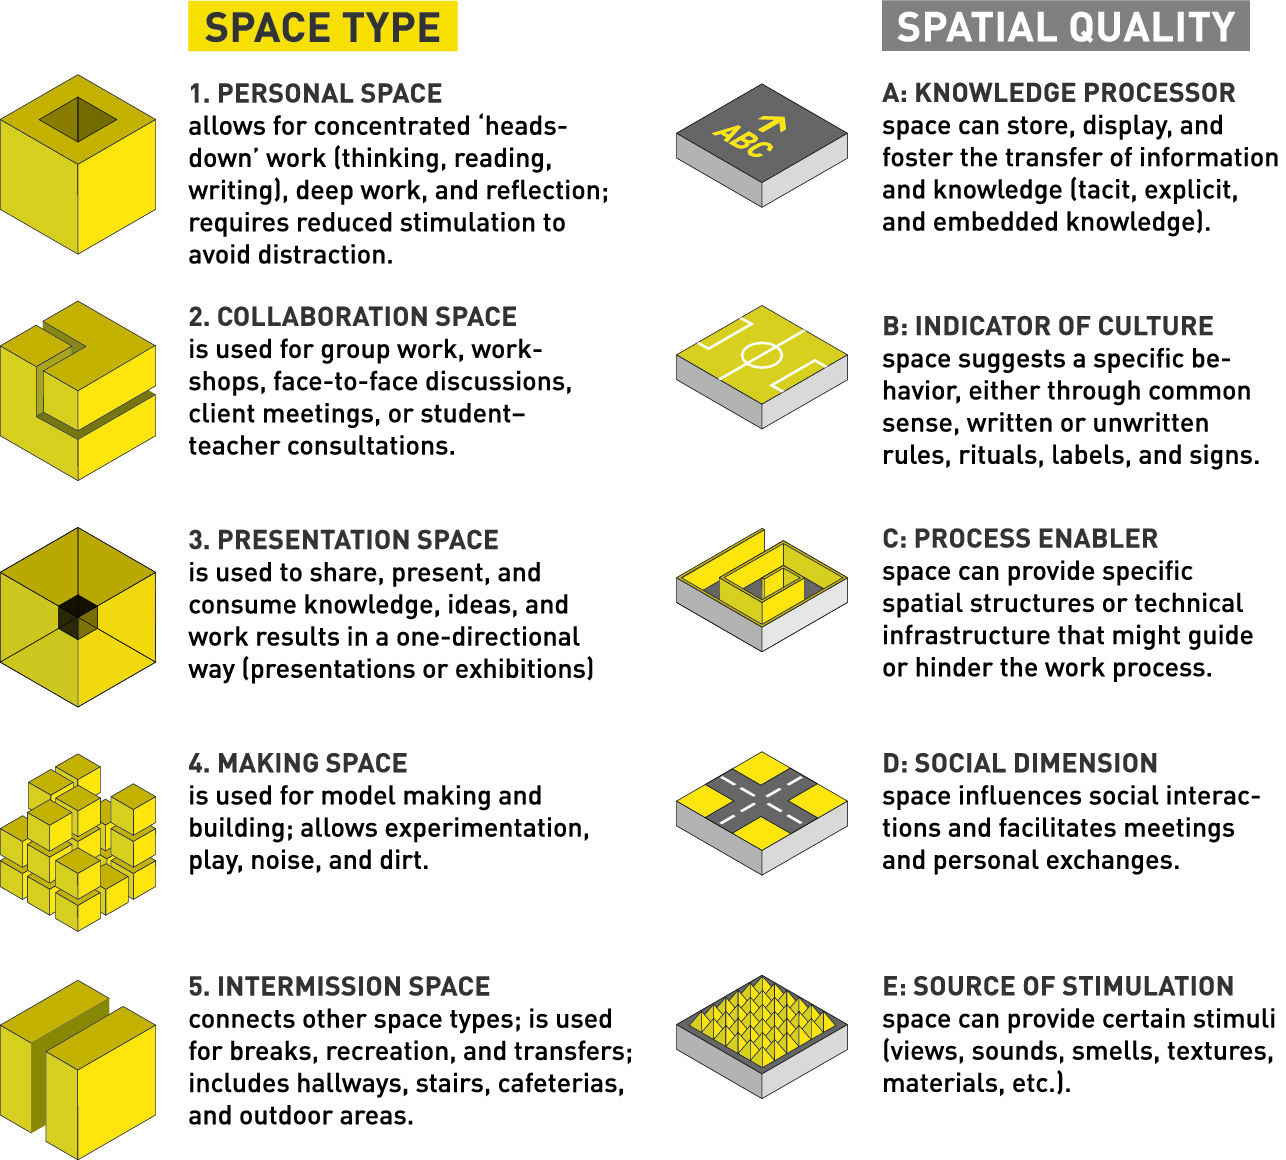 SPACE TYPE
1. PERSONAL SPACE
allows for concentrated ‘heads-
down’ work (thinking, reading,
writing), deep work, and reflection;
requires reduced stimulation to
avoid distraction.
2. COLLABORATION SPACE
is used for group work, work-
shops, face-to-face discussions,
client meetings, or student–
teacher consultations.
3. PRESENTATION SPACE
is used to share, present, and
consume knowledge, ideas, and
work results in a one-directional
way (presentations or exhibitions)
4. MAKING SPACE
is used for model making and
building; allows experimentation,
play, noise, and dirt.
5. INTERMISSION SPACE
connects other space types; is used
for breaks, recreation, and transfers;
includes hallways, stairs, cafeterias,
and outdoor areas.
SPATIAL QUALITY
ABC
A: KNOWLEDGE PROCESSOR
space can store, display, and
foster the transfer of information
and knowledge (tacit, explicit,
and embedded knowledge).
B: INDICATOR OF CULTURE
space suggests a specific be-
havior, either through common
sense, written or unwritten
rules, rituals, labels, and signs.
C: PROCESS ENABLER
space can provide specific
spatial structures or technical
infrastructure that might guide
or hinder the work process.
D: SOCIAL DIMENSION
space influences social interac-
tions and facilitates meetings
and personal exchanges.
E: SOURCE OF STIMULATION
space can provide certain stimuli
(views, sounds, smells, textures,
materials, etc.).